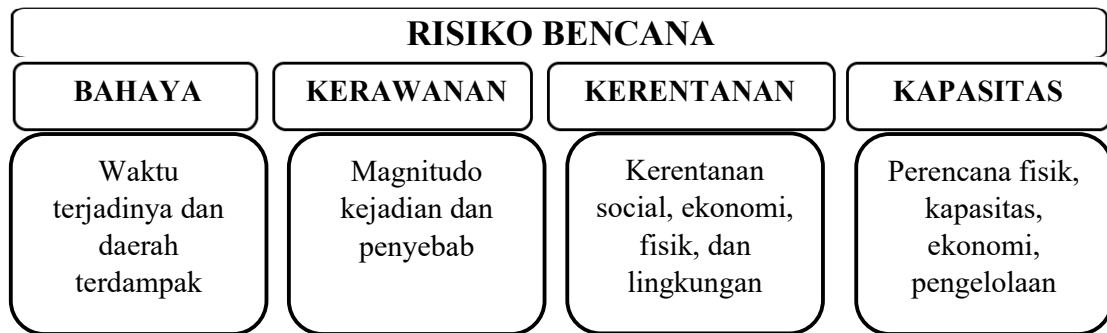 RISIKO BENCANA
BAHAYA
KERAWANAN
KERENTANAN
KAPASITAS
Waktu
terjadinya dan
daerah
terdampak
Magnitudo
kejadian dan
penyebab
Kerentanan
social, ekonomi,
fisik, dan
lingkungan
Perencana fisik,
kapasitas,
ekonomi,
pengelolaan